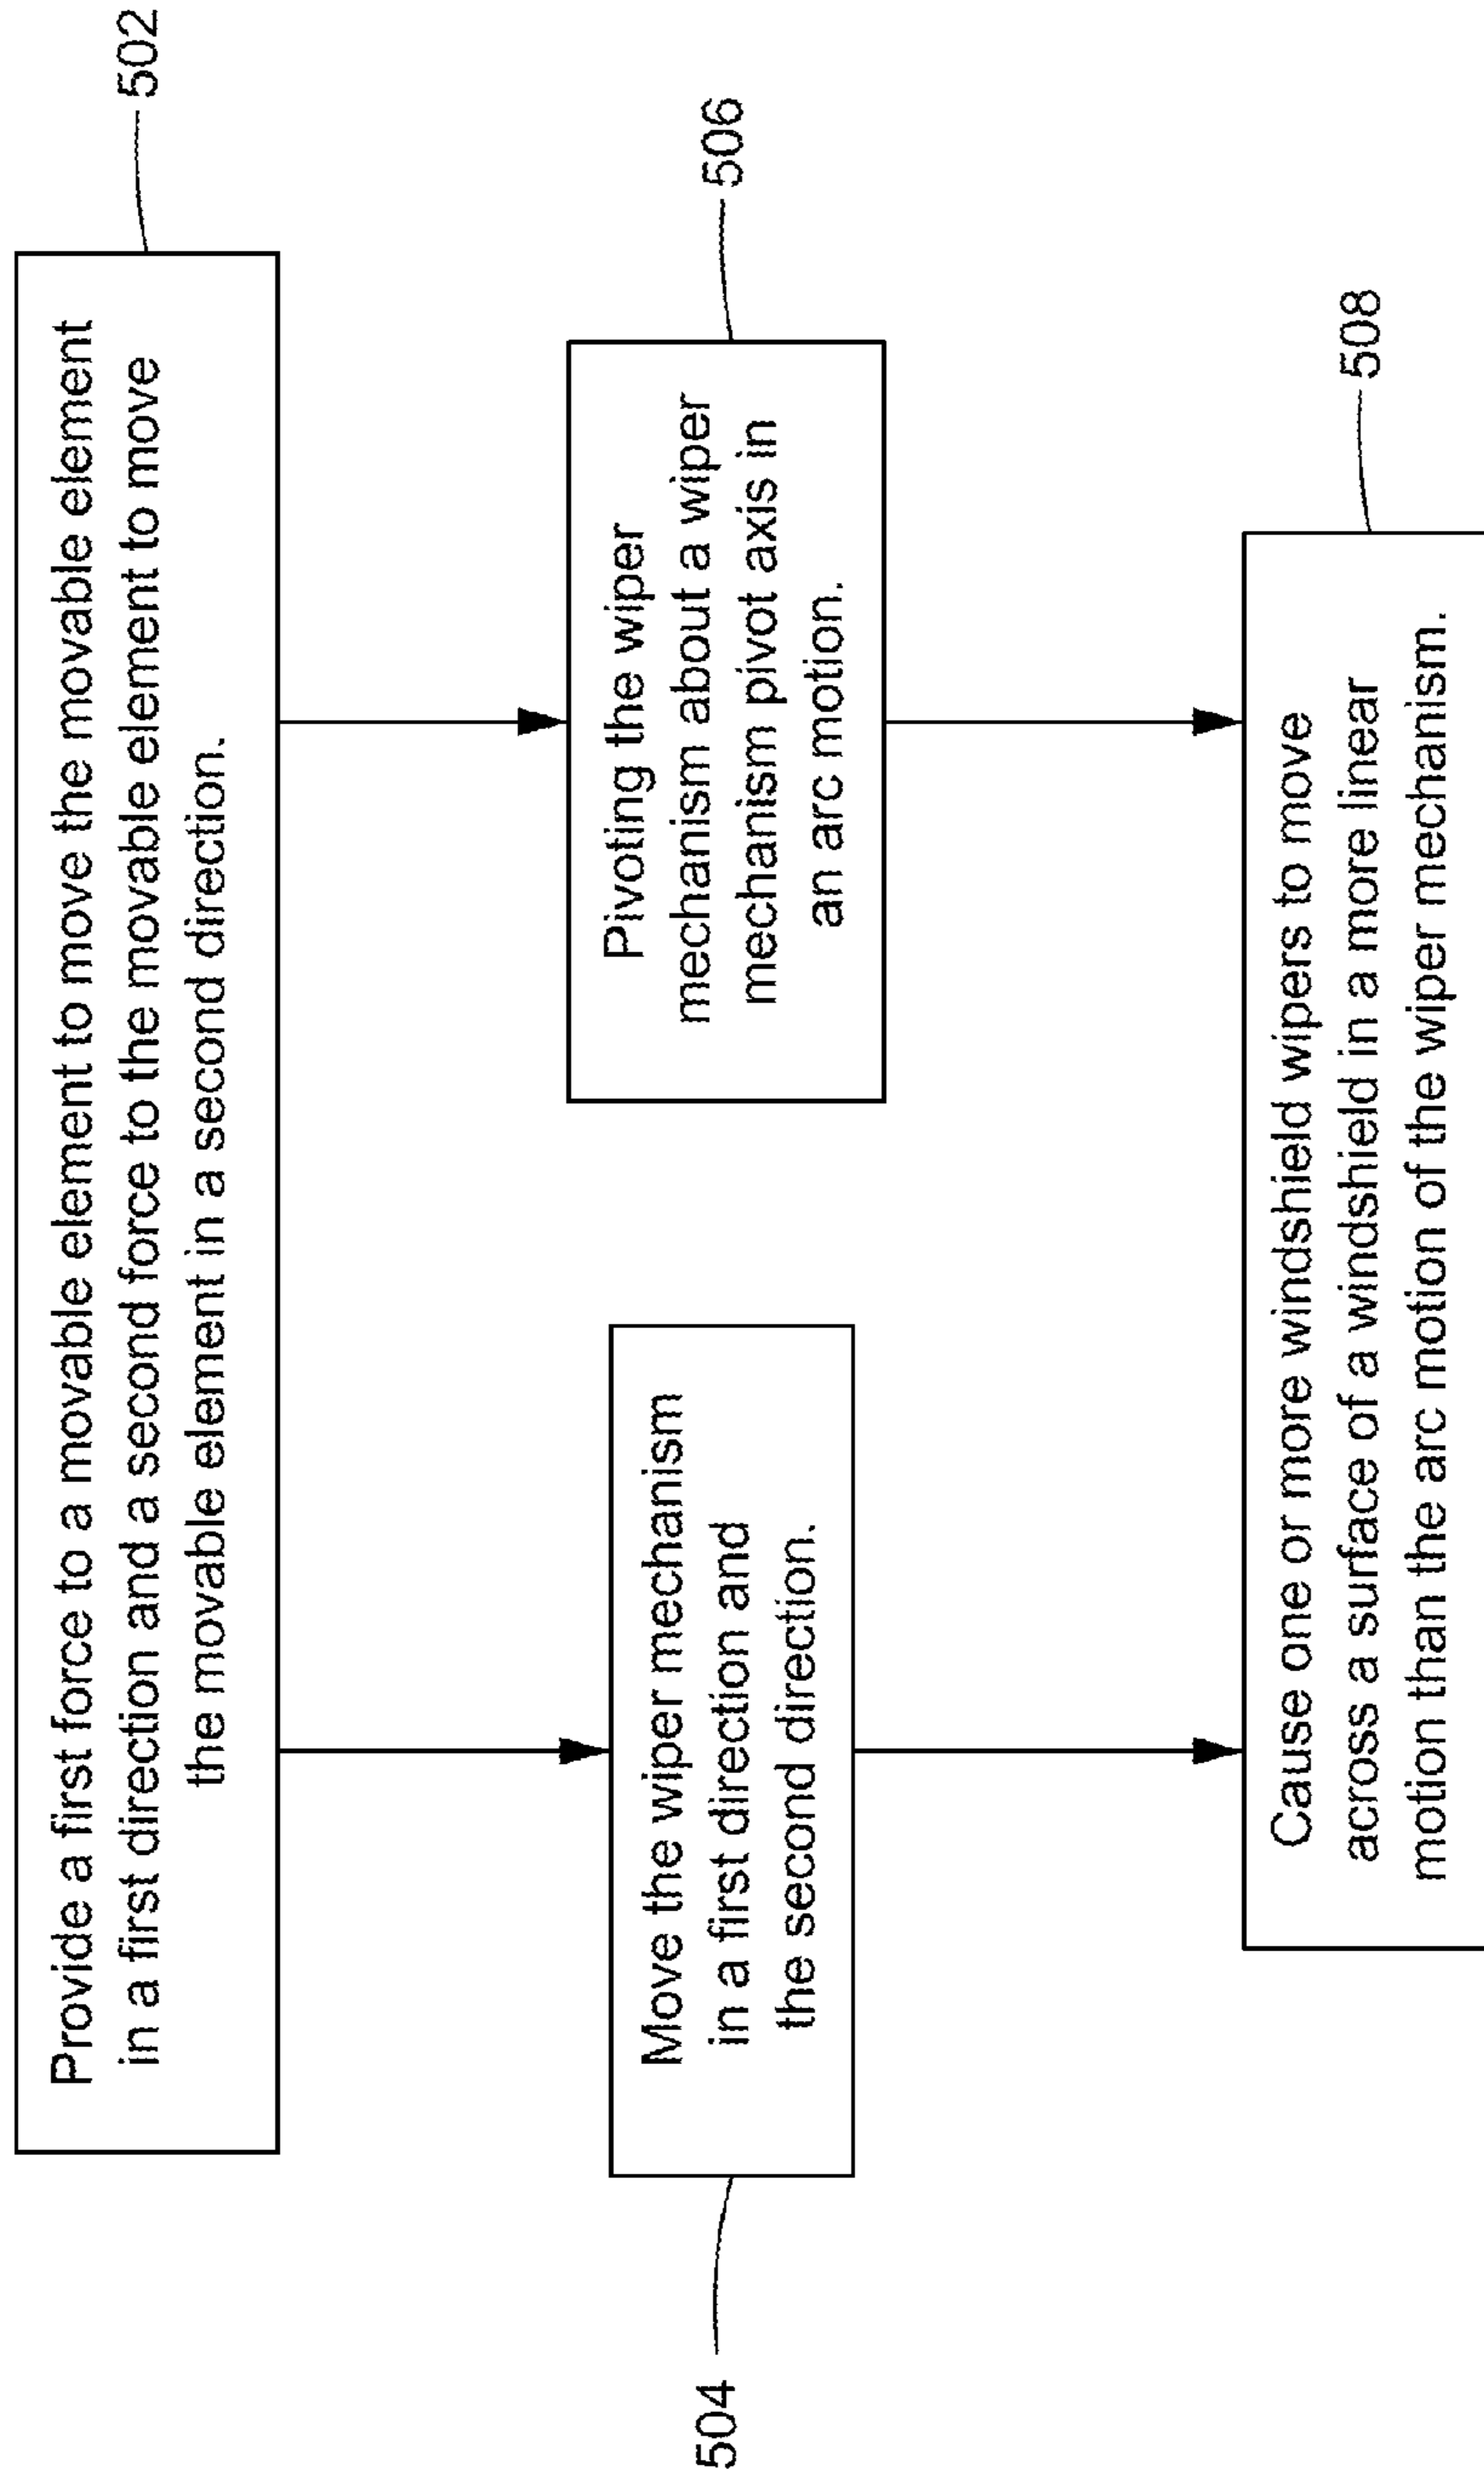 Provide a first force to a movable element to move the movable element
in a first direction and a second force to the movable element to move
the movable element in a second direction.
502
504
Move the wiper mechanism
in a first direction and
the second direction.
Pivoting the wiper
mechanism about a wiper
mechanism pivot axis in
an arc motion.
506
Cause one or more windshield wipers to move
across a surface of a windshield in a more linear
motion than the arc motion of the wiper mechanism.
508